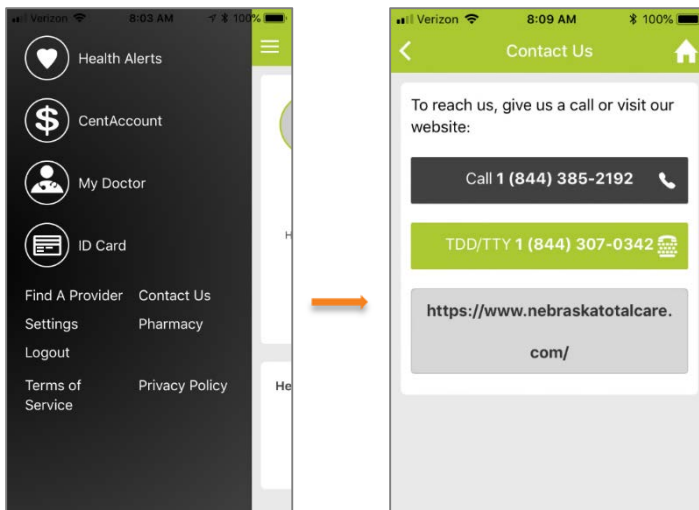 Verizon 8:03 AM 100%
Health Alerts
CentAccount
My Doctor
ID Card
Find A Provider Contact Us
Settings Pharmacy
Logout
Terms of Service Privacy Policy
H
He
Verizon 8:09 AM 100%
Contact Us
To reach us, give us a call or visit our
website:
Call 1 (844) 385-2192
TDD/TTY 1 (844) 307-0342
https://www.nebraskatotalcare.
com/